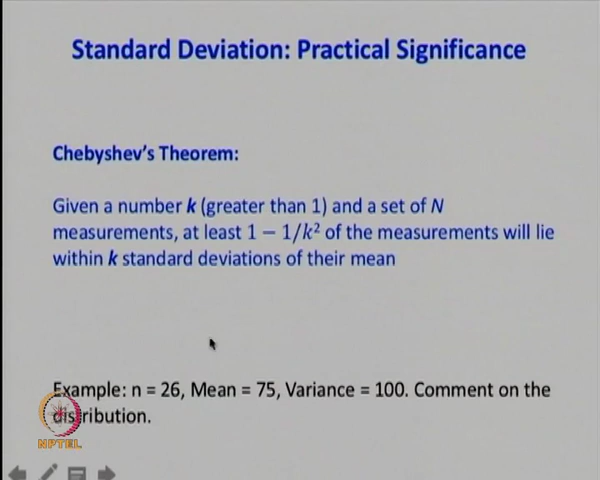 Standard Deviation: Practical Significance
Chebyshev's Theorem:
Given a number k (greater than 1) and a set of N
measurements, at least 1 − 1/k² of the measurements will lie
within k standard deviations of their mean
Example: n = 26, Mean = 75, Variance = 100. Comment on the
distribution.
NPTEL